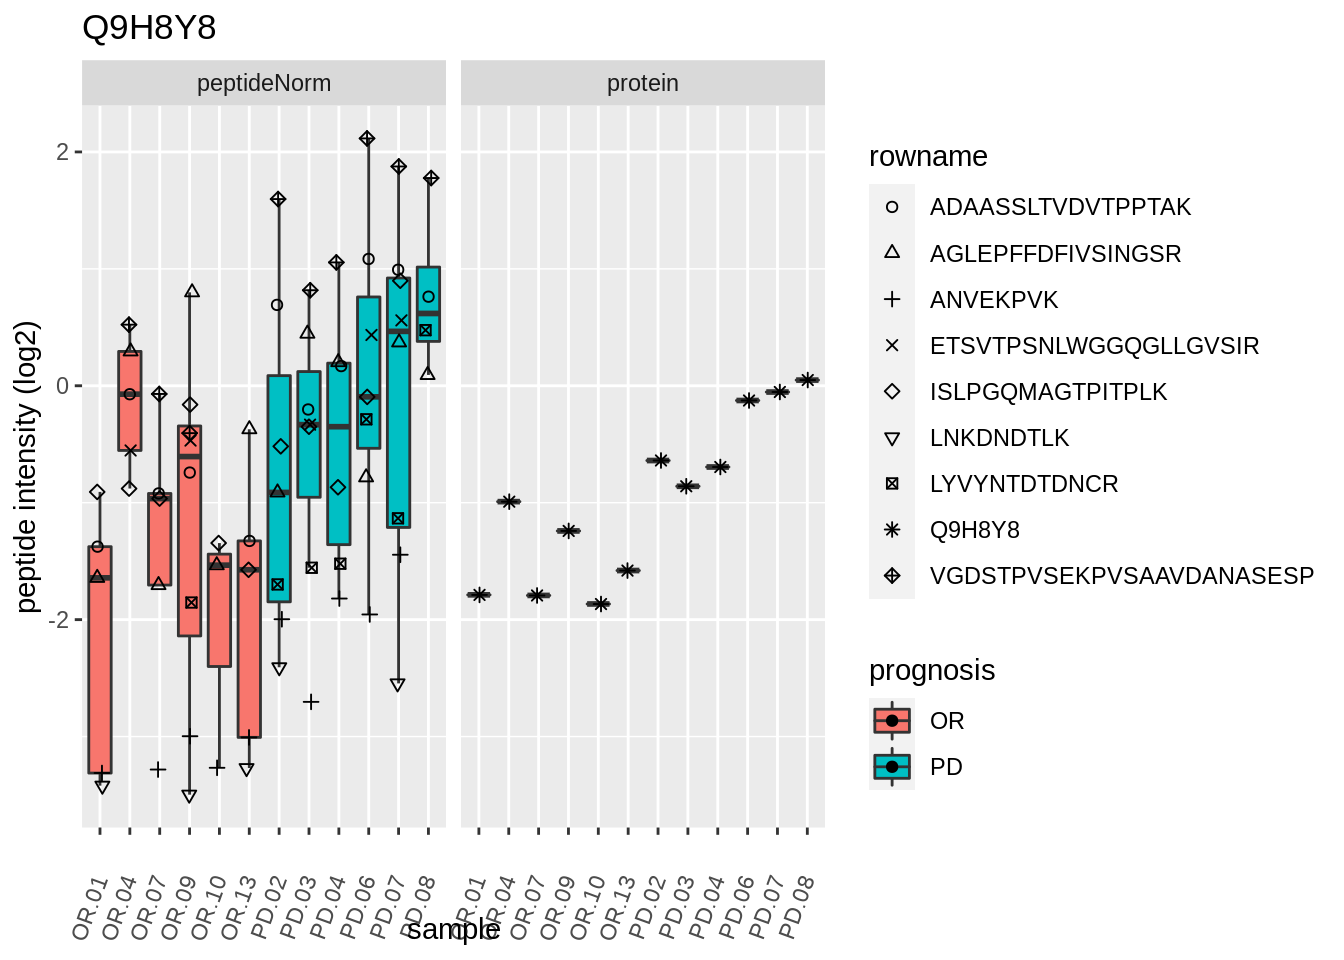 Q9H8Y8
peptideNorm
protein
peptide intensity (log2)
2
0
-2
OR.01
OR.04
OR.07
OR.09
OR.10
OR.13
PD.02
PD.03
PD.04
PD.06
PD.07
PD.08
OR.01
OR.04
OR.07
OR.09
OR.10
OR.13
PD.02
PD.03
PD.04
PD.06
PD.07
PD.08
sample
rowname
ADAASSLTVDVTPPTAK
AGLEPFFDFIVSINGSR
ANVEKPVK
ETSVTPSNLWGGQGLLGVSIR
ISLPGQMAGTPITPLK
LNKDNDTLK
LYVYNTDTDNCR
Q9H8Y8
VGDSTPVSEKPVSAAVDANASESP
prognosis
OR
PD